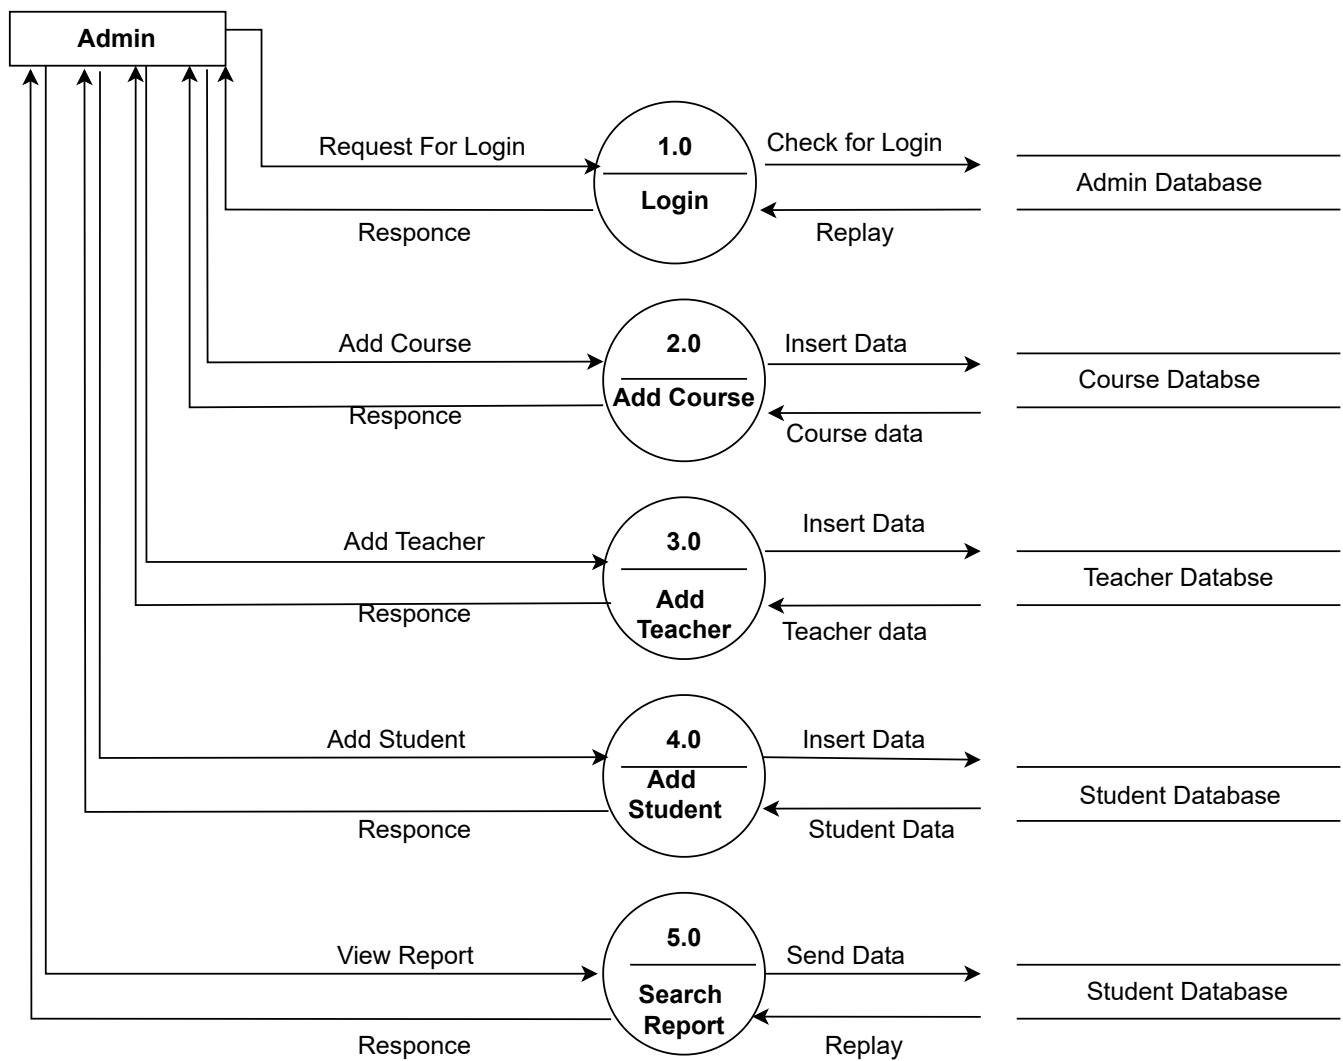 Admin
Request For Login
1.0
Login
Check for Login
Admin Database
Responce
Replay
Add Course
2.0
Add Course
Insert Data
Course Databse
Responce
Course data
Add Teacher
3.0
Add
Teacher
Insert Data
Teacher Databse
Responce
Teacher data
Add Student
4.0
Add
Student
Insert Data
Student Database
Responce
Student Data
View Report
5.0
Search
Report
Send Data
Student Database
Responce
Replay